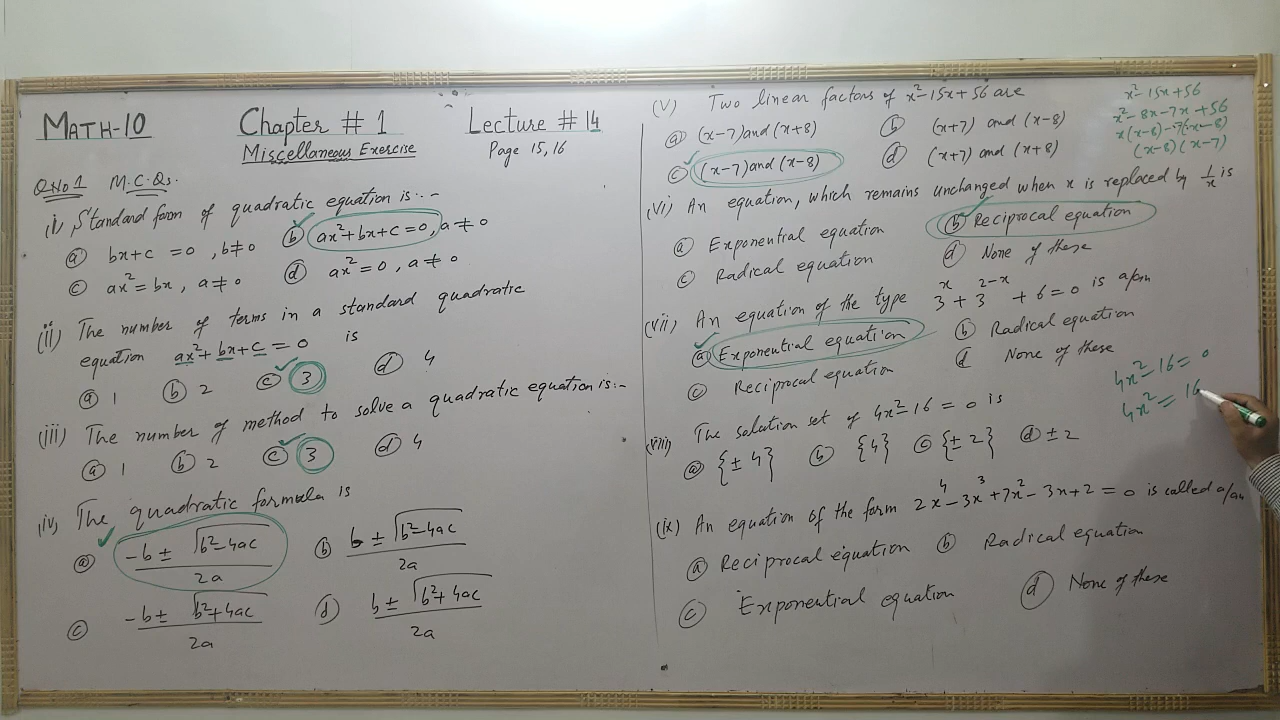 MATH-10
Chapter # 1
Lecture # 14
Miscellaneous Exercise
Page 15, 16
Q.No 1 M.C.Qs.
(i) Standard form of quadratic equation is:-
(a) bx+c = 0, b≠0 (b) ax²+bx+c=0, a≠0
(c) ax²=bx, a≠0 (d) ax²=0, a≠0
(ii) The number of terms in a standard quadratic
equation ax²+bx+c=0 is
(a) 1 (b) 2 (c) 3 (d) 4
(iii) The number of method to solve a quadratic equation is:-
(a) 1 (b) 2 (c) 3 (d) 4
(iv) The quadratic formula is
(a) -b ± √(b²-4ac) / 2a (b) b ± √(b²-4ac) / 2a
(c) -b ± √(b²+4ac) / 2a (d) b ± √(b²+4ac) / 2a
(v) Two linear factors of x²-15x+56 are
(a) (x-7) and (x+8) (b) (x+7) and (x-8)
(c) (x-7) and (x-8) (d) (x+7) and (x+8)
x²-15x+56
x²-8x-7x+56
x(x-8)-7(x-8)
(x-8)(x-7)
(vi) An equation, which remains unchanged when x is replaced by 1/x is
(a) Exponential equation (b) Reciprocal equation
(c) Radical equation (d) None of these
(vii) An equation of the type 3ˣ+3²⁻ˣ+6=0 is a/an
(a) Exponential equation (b) Radical equation
(c) Reciprocal equation (d) None of these
(viii) The solution set of 4x²-16=0 is
(a) {±4} (b) {4} (c) {±2} (d) ±2
4x²-16=0
4x²=16
(ix) An equation of the form 2x⁴-3x³+7x²-3x+2=0 is called a/an
(a) Reciprocal equation (b) Radical equation
(c) Exponential equation (d) None of these